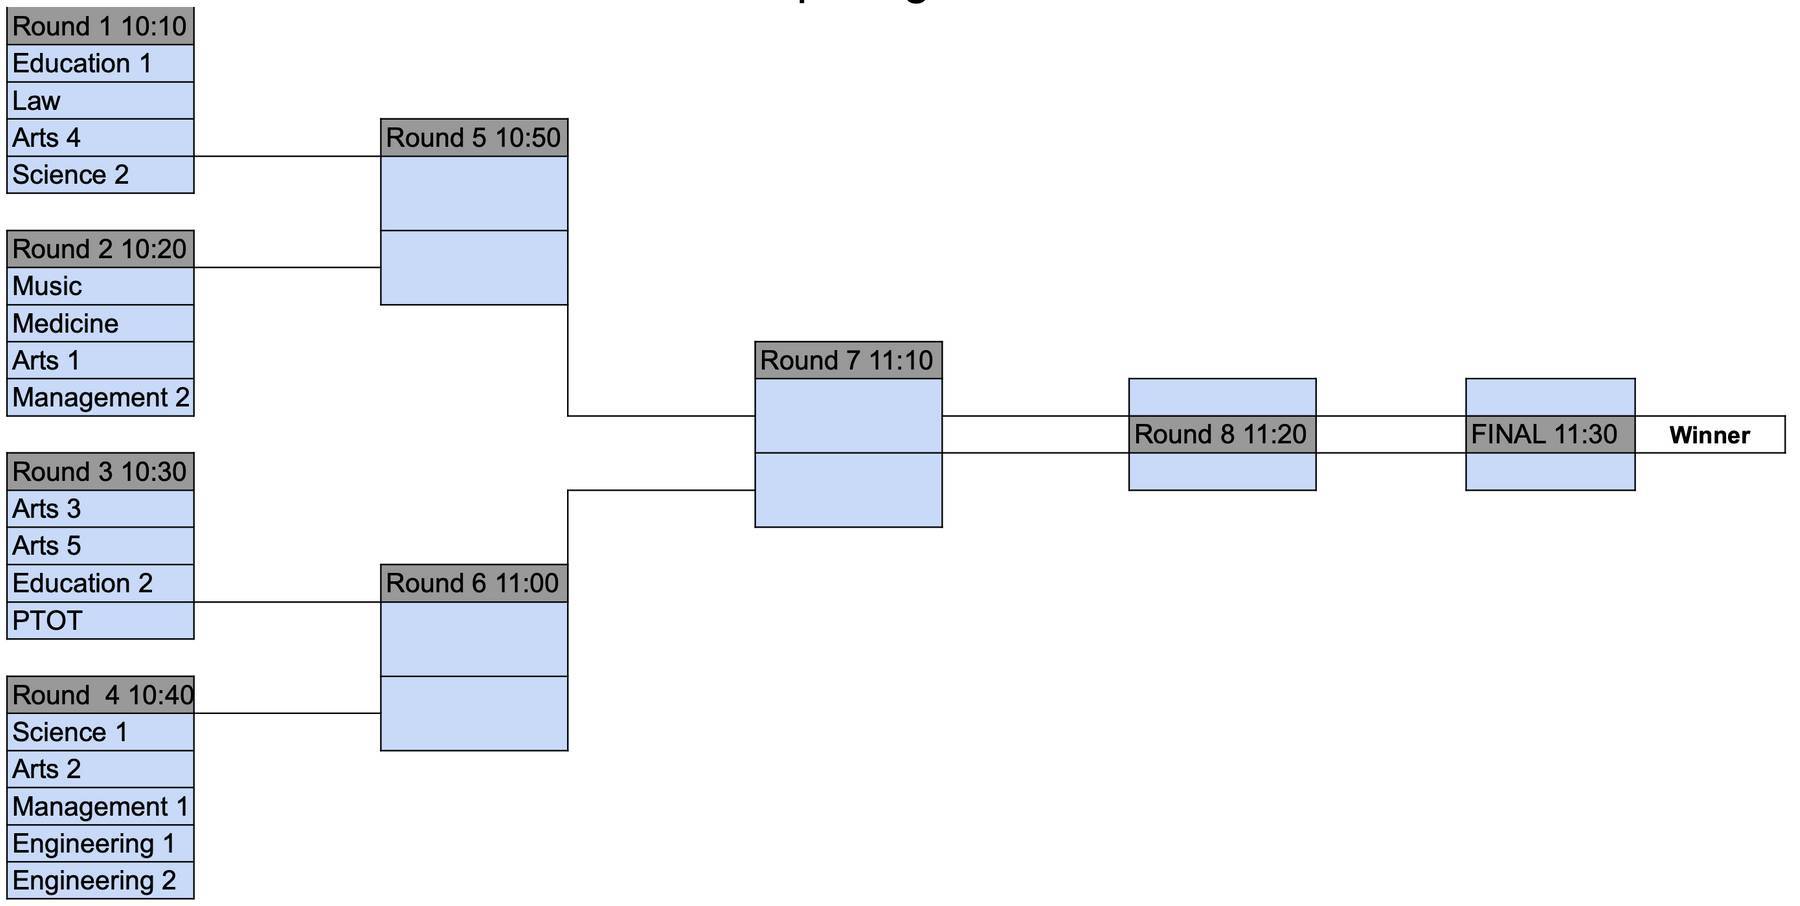 Round 1 10:10
Education 1
Law
Arts 4
Science 2
Round 2 10:20
Music
Medicine
Arts 1
Management 2
Round 3 10:30
Arts 3
Arts 5
Education 2
PTOT
Round  4 10:40
Science 1
Arts 2
Management 1
Engineering 1
Engineering 2
Round 5 10:50
Round 6 11:00
Round 7 11:10
Round 8 11:20
FINAL 11:30
Winner